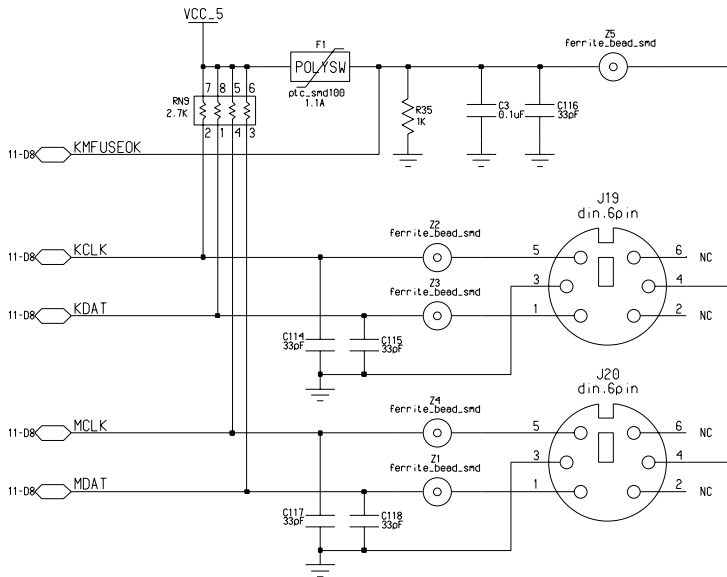 VCC_5
F1
POLYSW
ptc_smd100
1.1A
Z5
ferrite_bead_smd
7 8 5 6
RN9
2.7K
2 1 4 3
R35
1K
C3
0.1uF
C116
33pF
11-D8 KMFUSEOK
J19
din.6pin
Z2
ferrite_bead_smd
11-D8 KCLK
5
6 NC
Z3
ferrite_bead_smd
3
4
11-D8 KDAT
1
2 NC
C114
33pF
C115
33pF
J20
din.6pin
Z4
ferrite_bead_smd
11-D8 MCLK
5
6 NC
Z1
ferrite_bead_smd
3
4
11-D8 MDAT
1
2 NC
C117
33pF
C118
33pF